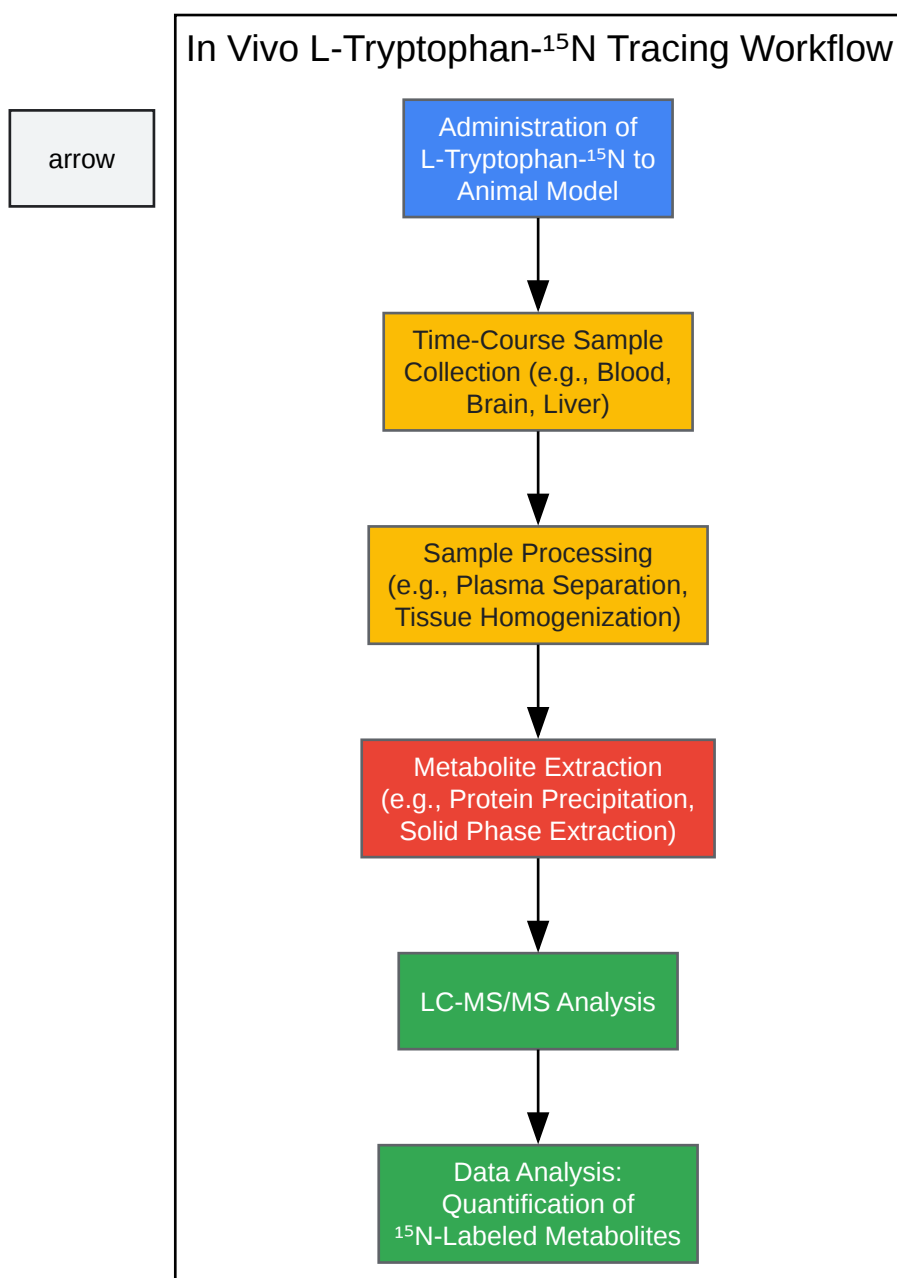 In Vivo L-Tryptophan-¹⁵N Tracing Workflow
arrow
Administration of
L-Tryptophan-¹⁵N to
Animal Model
Time-Course Sample
Collection (e.g., Blood,
Brain, Liver)
Sample Processing
(e.g., Plasma Separation,
Tissue Homogenization)
Metabolite Extraction
(e.g., Protein Precipitation,
Solid Phase Extraction)
LC-MS/MS Analysis
Data Analysis:
Quantification of
¹⁵N-Labeled Metabolites